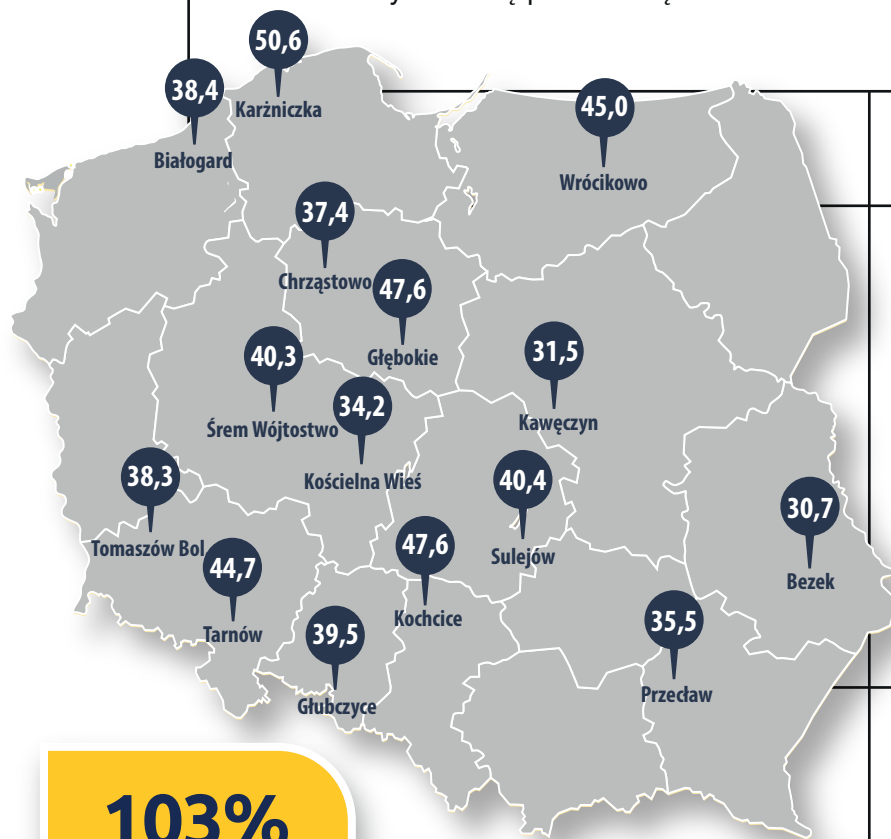 50,6
Karżniczka
38,4
Białogard
45,0
Wrócikowo
37,4
Chrząstowo
47,6
Głębokie
40,3
Śrem Wójtostwo
34,2
Kościelna Wieś
31,5
Kawęczyn
38,3
Tomaszów Bol.
40,4
Sulejów
30,7
Bezek
44,7
Tarnów
47,6
Kochcice
39,5
Głubczyce
35,5
Przecław
103%